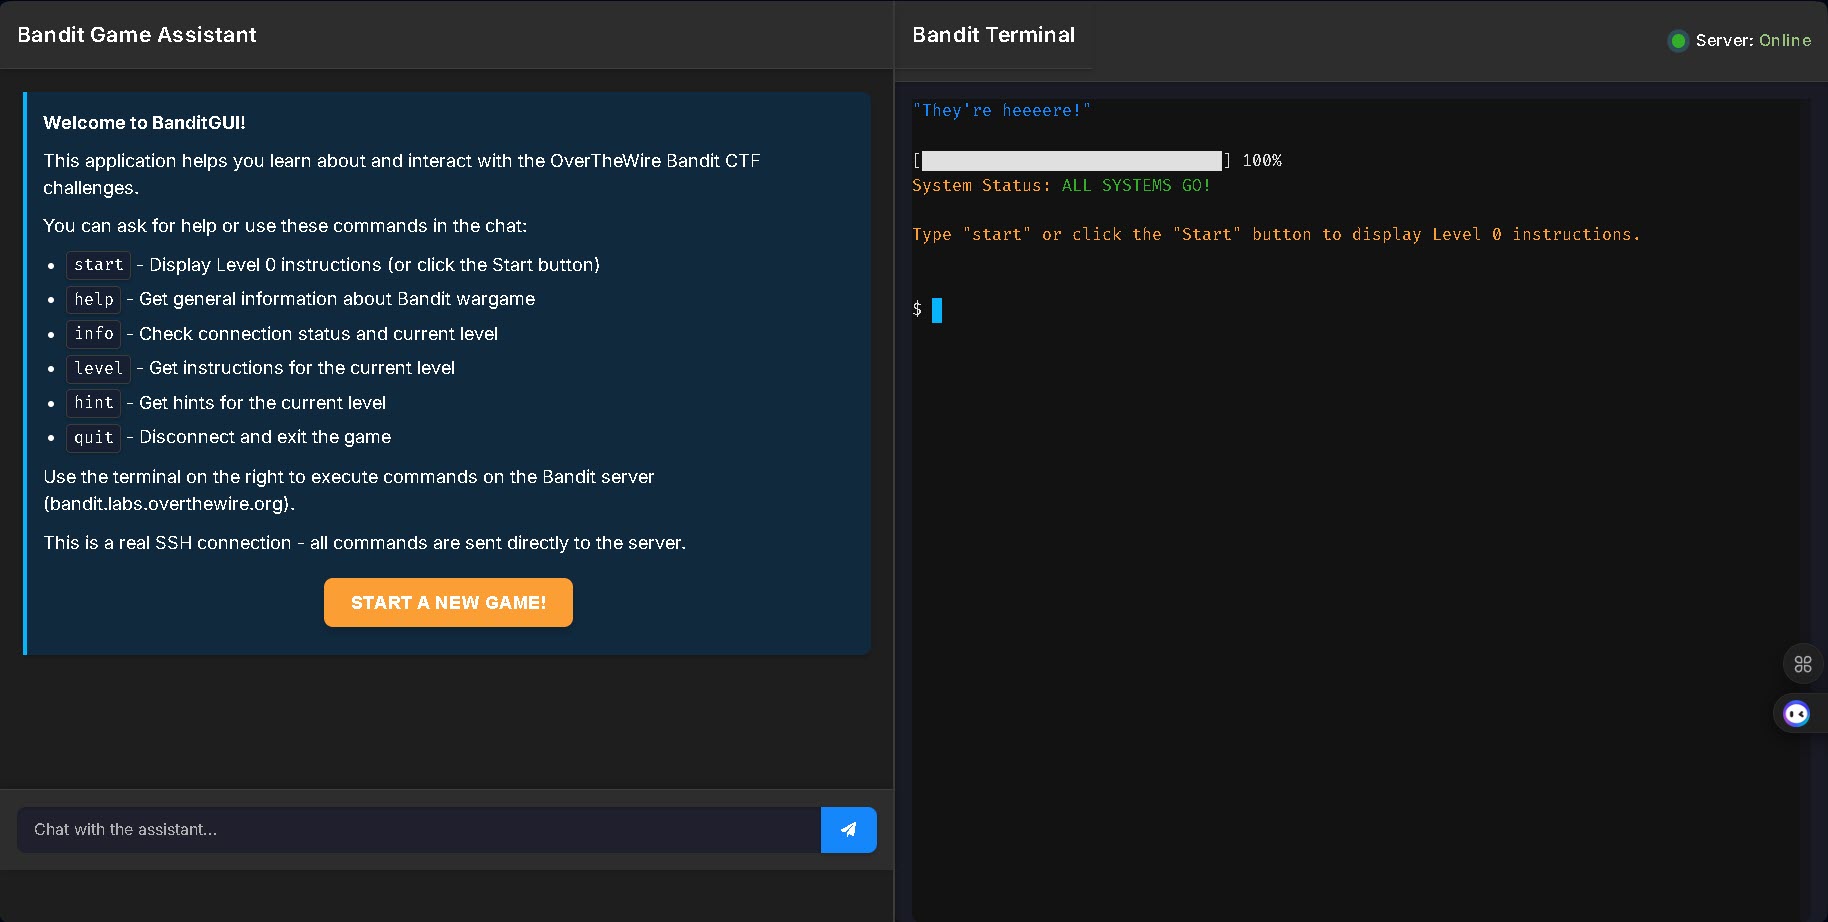 Bandit Game Assistant
Welcome to BanditGUI!
This application helps you learn about and interact with the OverTheWire Bandit CTF
challenges.
You can ask for help or use these commands in the chat:
• start - Display Level 0 instructions (or click the Start button)
• help - Get general information about Bandit wargame
• info - Check connection status and current level
• level - Get instructions for the current level
• hint - Get hints for the current level
• quit - Disconnect and exit the game
Use the terminal on the right to execute commands on the Bandit server
(bandit.labs.overthewire.org).
This is a real SSH connection - all commands are sent directly to the server.
START A NEW GAME!
Chat with the assistant...
Bandit Terminal
Server: Online
"They're heeeere!"
[                              ] 100%
System Status: ALL SYSTEMS GO!
Type "start" or click the "Start" button to display Level 0 instructions.
$